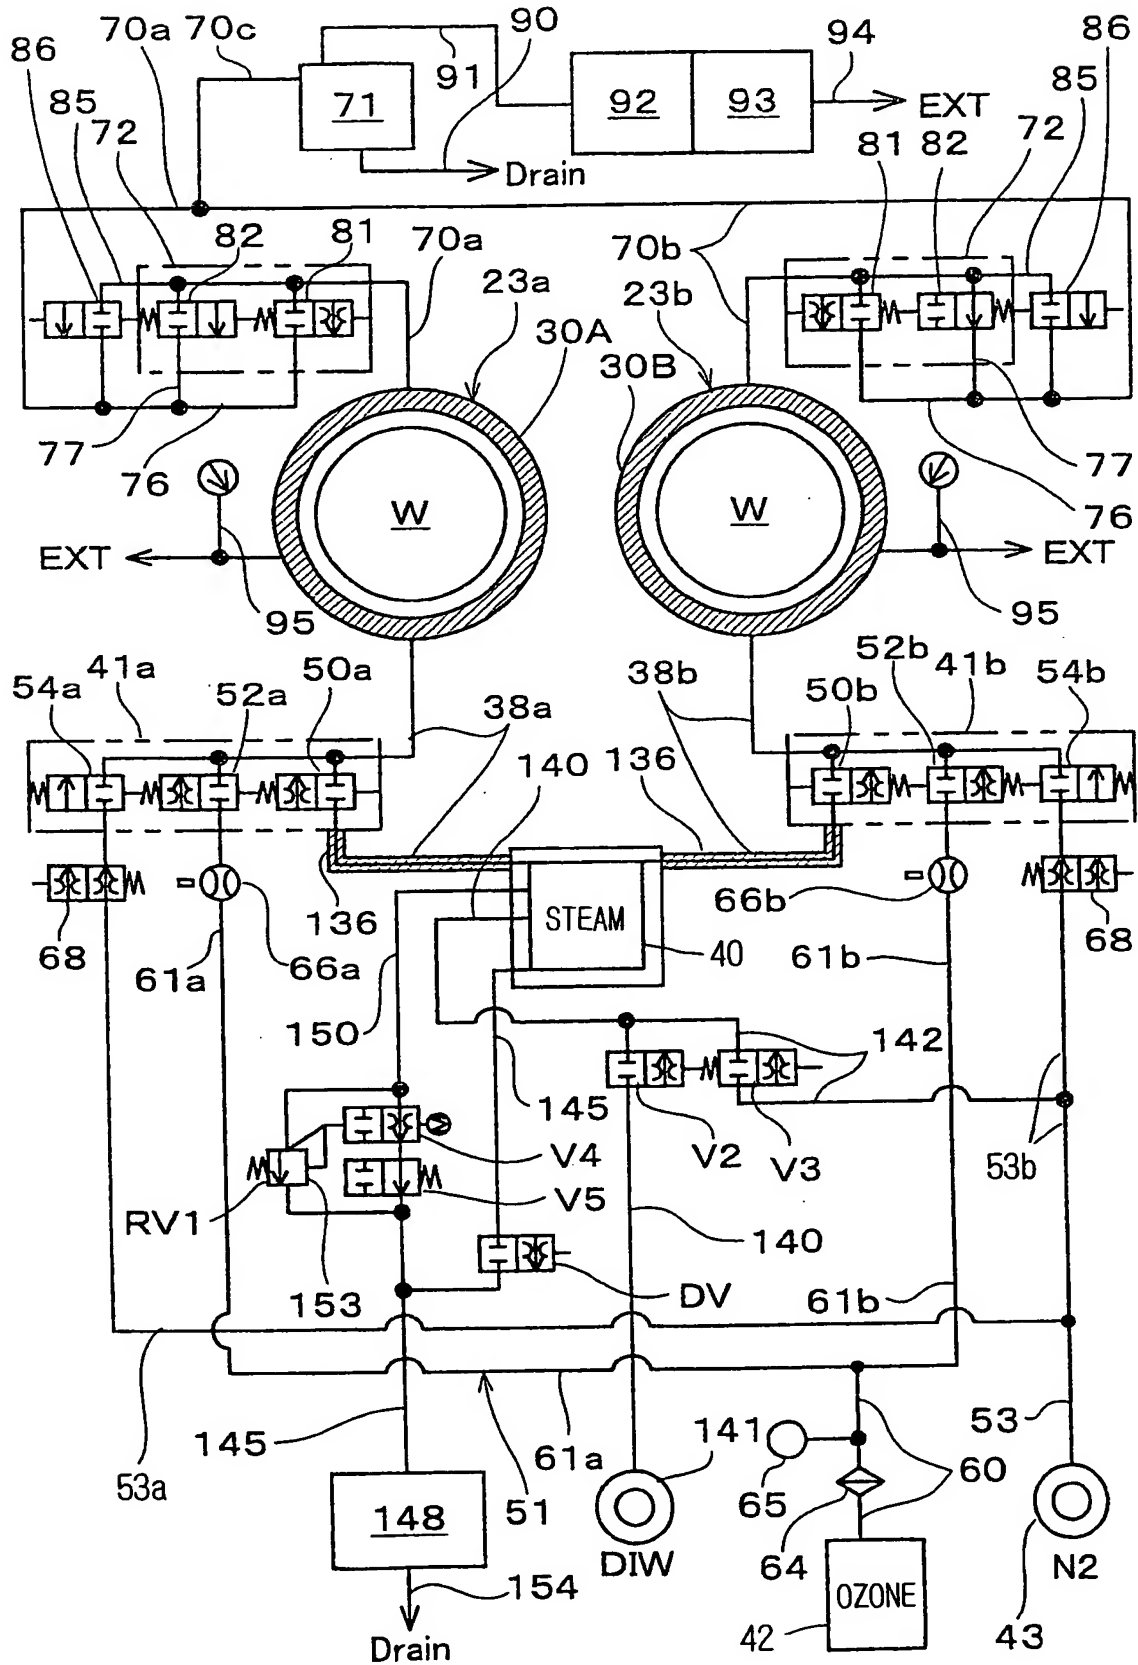 70a 70c 90 86
86 91 94
85 71 92 93 EXT 85
72 Drain 81 82 72
82 81 70a 70b
23a 23b
30A 30B
77 76 W W 77 76
EXT EXT
95 95
54a 41a 50a 52b 41b
52a 38a 38b 50b 54b
140 136
STEAM
68 136 40 66b 68
61a 66a 61b
150 142
145
V4 V2 V3 53b
V5
RV1 140
153 DV 61b
145 141 53
53a 61a 65 60
148 51
DIW 64 N2
154 OZONE
42 43
Drain